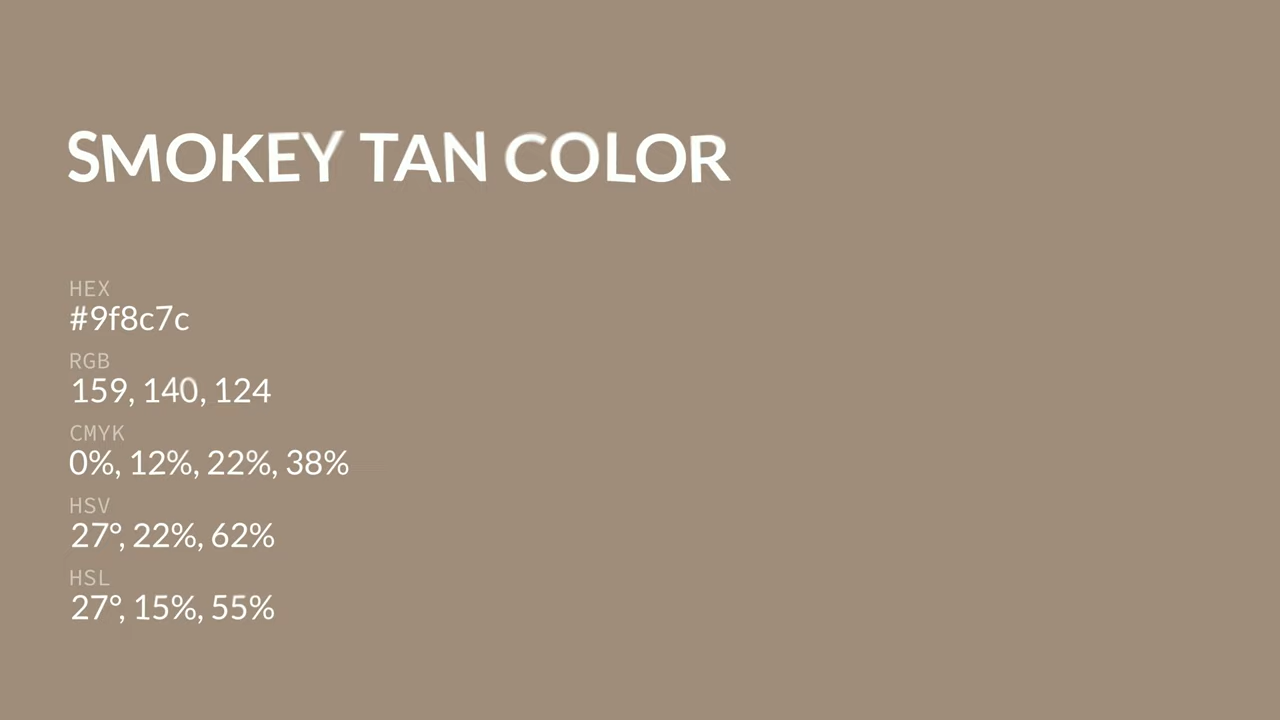 SMOKEY TAN COLOR
HEX
#9f8c7c
RGB
159, 140, 124
CMYK
0%, 12%, 22%, 38%
HSV
27°, 22%, 62%
HSL
27°, 15%, 55%